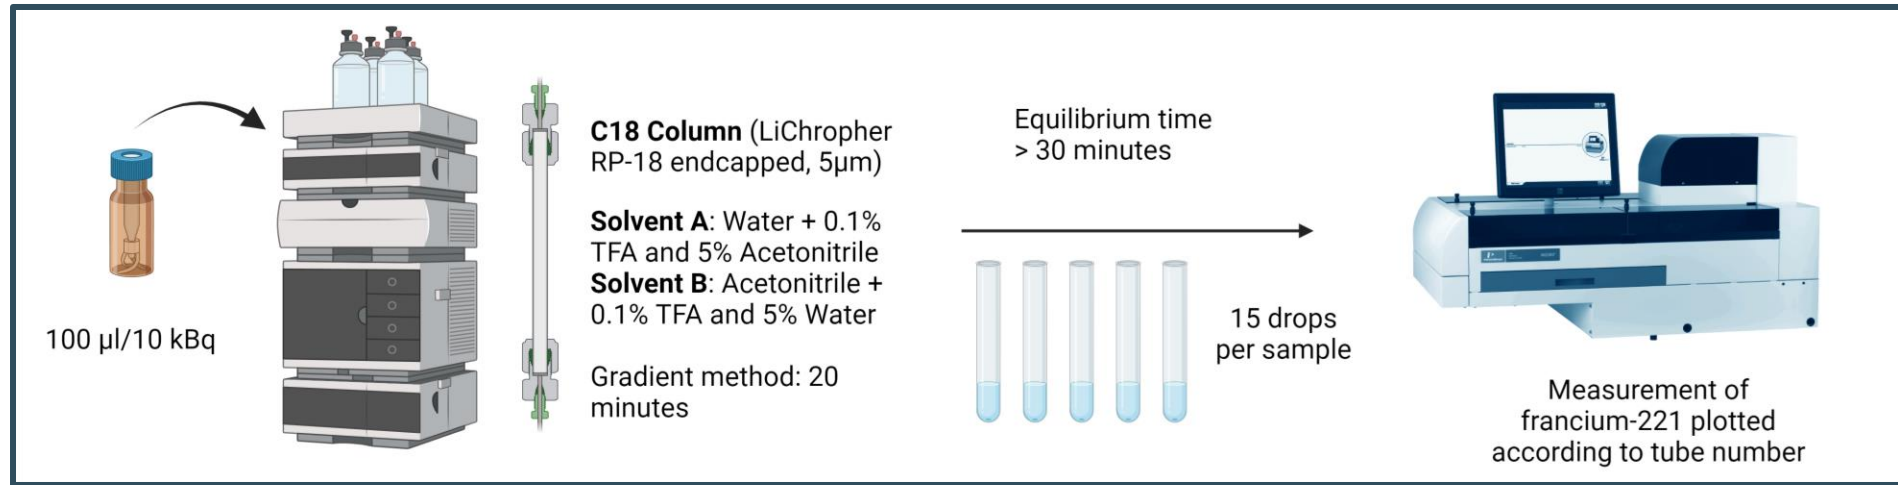 100 µl/10 kBq
C18 Column (LiChropher
RP-18 endcapped, 5µm)
Solvent A: Water + 0.1%
TFA and 5% Acetonitrile
Solvent B: Acetonitrile +
0.1% TFA and 5% Water
Gradient method: 20
minutes
Equilibrium time
> 30 minutes
15 drops
per sample
Measurement of
francium-221 plotted
according to tube number